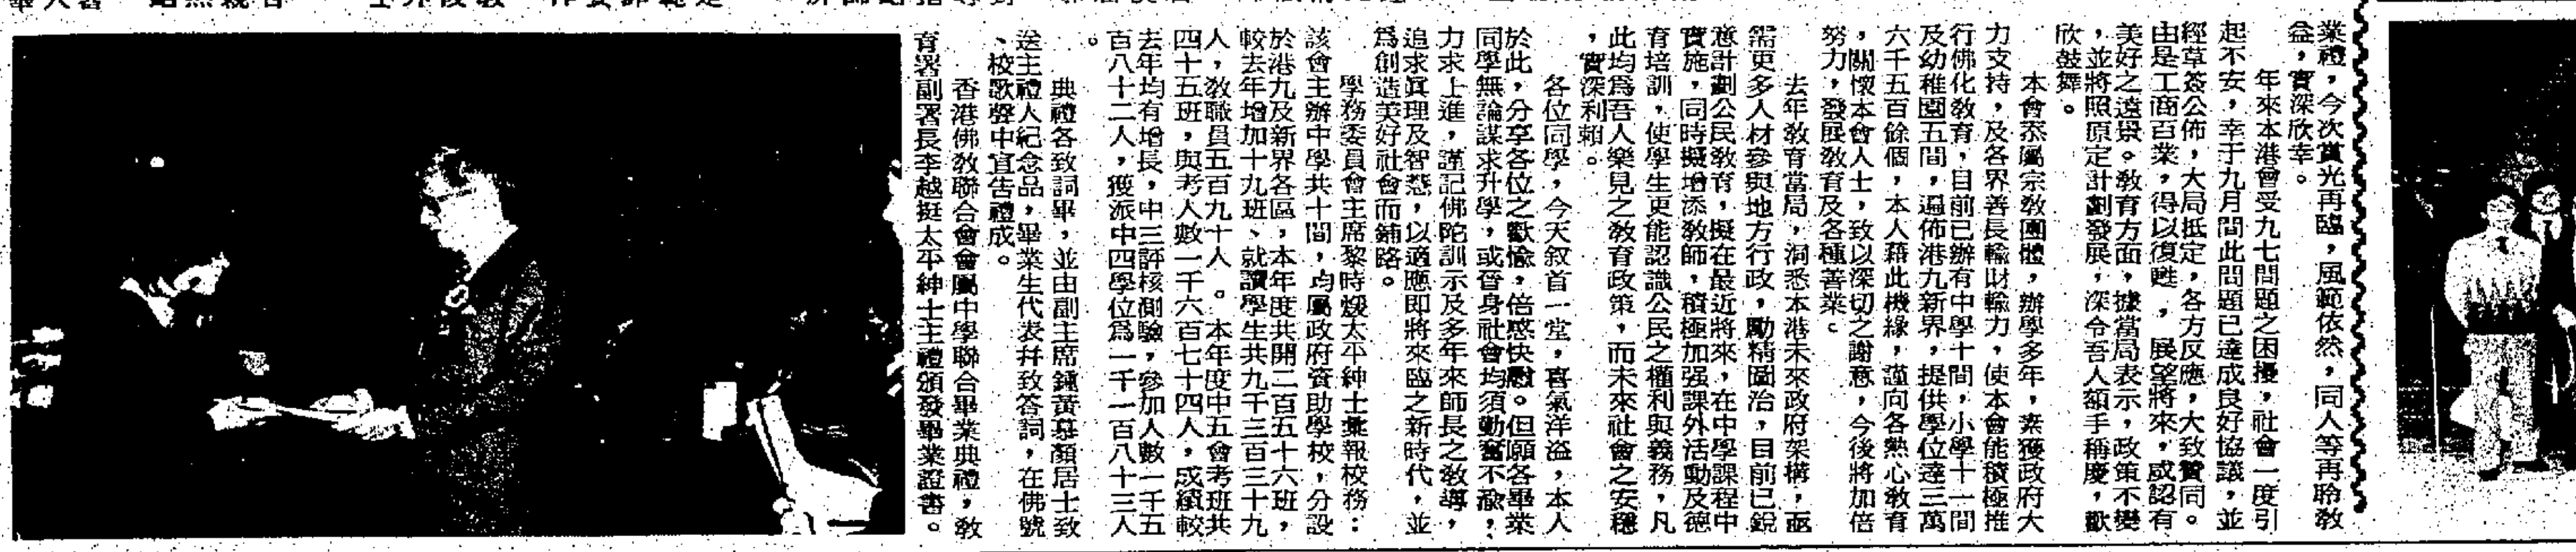 業禮，今次賞光再臨，風範依然，同人等再聆教
益，實深欣幸。
年來本港會受九七問題之困擾，社會一度引
起不安，幸于九月間此問題已達成良好協議，並
經草簽公佈，大局抵定，各方反應，大致贊同。
由是工商百業，得以復甦，展望將來，咸認有
美好之遠景。教育方面，據當局表示，政策不變
，並將照原定計劃發展，深令吾人額手稱慶，歡
欣鼓舞。
本會忝屬宗教團體，辦學多年，素獲政府大
力支持，及各界善長輸財輸力，使本會能積極推
行佛化教育，目前已辦有中學十間，小學十一間
及幼稚園五間，遍佈港九新界，提供學位達三萬
六千五百餘個，本人藉此機緣，謹向各熱心教育
，關懷本會人士，致以深切之謝意，今後將加倍
努力，發展教育及各種善業。
去年教育當局，洞悉本港未來政府架構，亟
需更多人材參與地方行政，勵精圖治，目前已銳
意計劃公民教育，擬在最近將來，在中學課程中
實施，同時擬增添教師，積極加强課外活動及德
育培訓，使學生更能認識公民之權利與義務，凡
此均爲吾人樂見之教育政策，而未來社會之安穩
，實深利賴。
各位同學，今天叙首一堂，喜氣洋溢，本人
於此，分享各位之歡愉，倍感快慰。但願各畢業
同學無論謀求升學，或晉身社會均須勤奮不渝，
力求上進，謹記佛陀訓示及多年來師長之教導，
追求眞理及智慧，以適應即將來臨之新時代，並
爲創造美好社會而鋪路。
學務委員會主席黎時煖太平紳士彙報校務：
該會主辦中學共十間，均屬政府資助學校，分設
於港九及新界各區，本年度共開二百五十六班，
較去年增加十九班、就讀學生共九千三百三十九
人，教職員五百九十人。本年度中五會考班共
四十五班，與考人數一千六百七十四人，成績較
去年均有增長，中三評核測驗，參加人數一千五
百八十二人，獲派中四學位爲一千一百八十三人
。
典禮各致詞畢，並由副主席鍾黃慕顏居士致
送主禮人紀念品，畢業生代表幷致答詞，在佛號
、校歌聲中宣告禮成。
香港佛教聯合會會屬中學聯合畢業典禮，教
育署副署長李越挺太平紳士主禮頒發畢業證書。